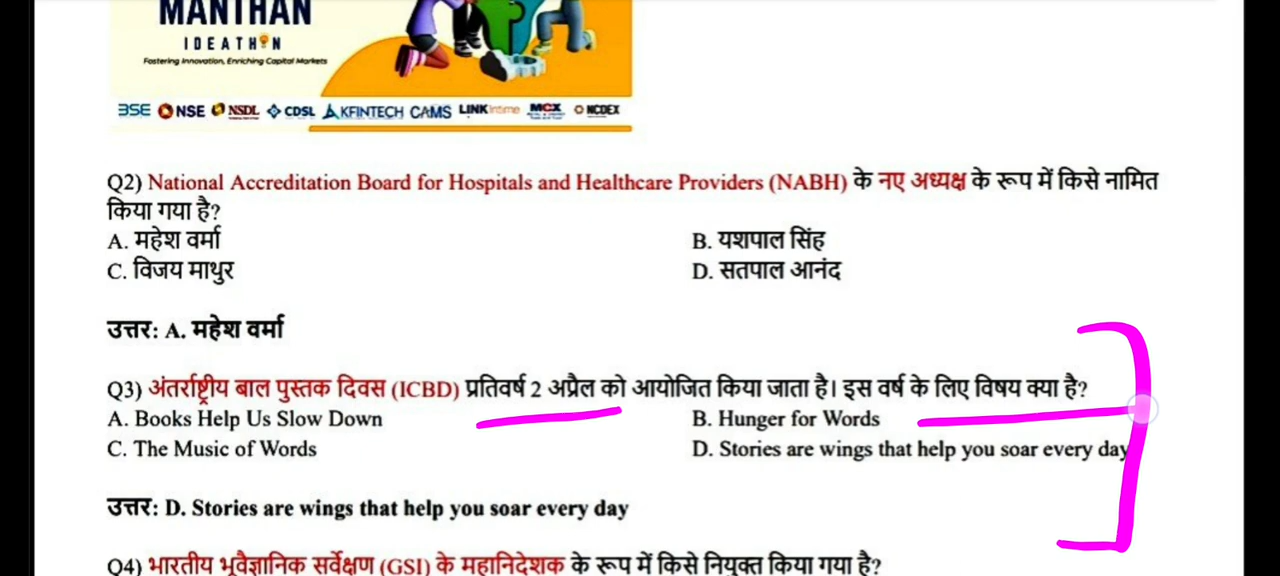 MANTHAN
IDEATHON
Fostering Innovation, Enriching Capital Markets
BSE NSE NSDL CDSL KFINTECH CAMS LINKIntime MCX NCDEX
Q2) National Accreditation Board for Hospitals and Healthcare Providers (NABH) के नए अध्यक्ष के रूप में किसे नामित
किया गया है?
A. महेश वर्मा B. यशपाल सिंह
C. विजय माथुर D. सतपाल आनंद
उत्तर: A. महेश वर्मा
Q3) अंतर्राष्ट्रीय बाल पुस्तक दिवस (ICBD) प्रतिवर्ष 2 अप्रैल को आयोजित किया जाता है। इस वर्ष के लिए विषय क्या है?
A. Books Help Us Slow Down B. Hunger for Words
C. The Music of Words D. Stories are wings that help you soar every day
उत्तर: D. Stories are wings that help you soar every day
Q4) भारतीय भूवैज्ञानिक सर्वेक्षण (GSI) के महानिदेशक के रूप में किसे नियुक्त किया गया है?